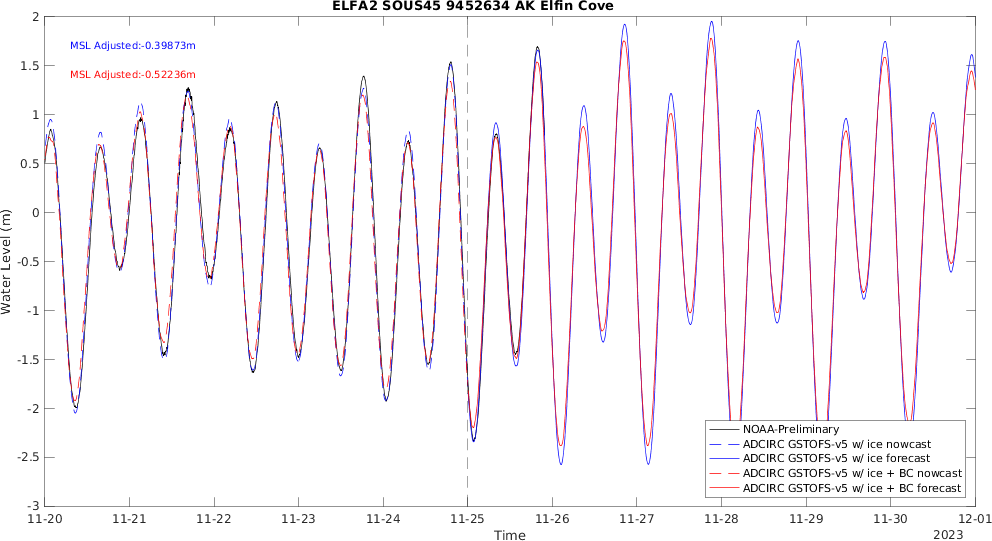 ELFA2 SOUS45 9452634 AK Elfin Cove
MSL Adjusted:-0.39873m
MSL Adjusted:-0.52236m
Water Level (m)
2
1.5
1
0.5
0
-0.5
-1
-1.5
-2
-2.5
-3
NOAA-Preliminary
ADCIRC GSTOFS-v5 w/ ice nowcast
ADCIRC GSTOFS-v5 w/ ice forecast
ADCIRC GSTOFS-v5 w/ ice + BC nowcast
ADCIRC GSTOFS-v5 w/ ice + BC forecast
11-20 11-21 11-22 11-23 11-24 11-25 11-26 11-27 11-28 11-29 11-30 12-01
Time
2023